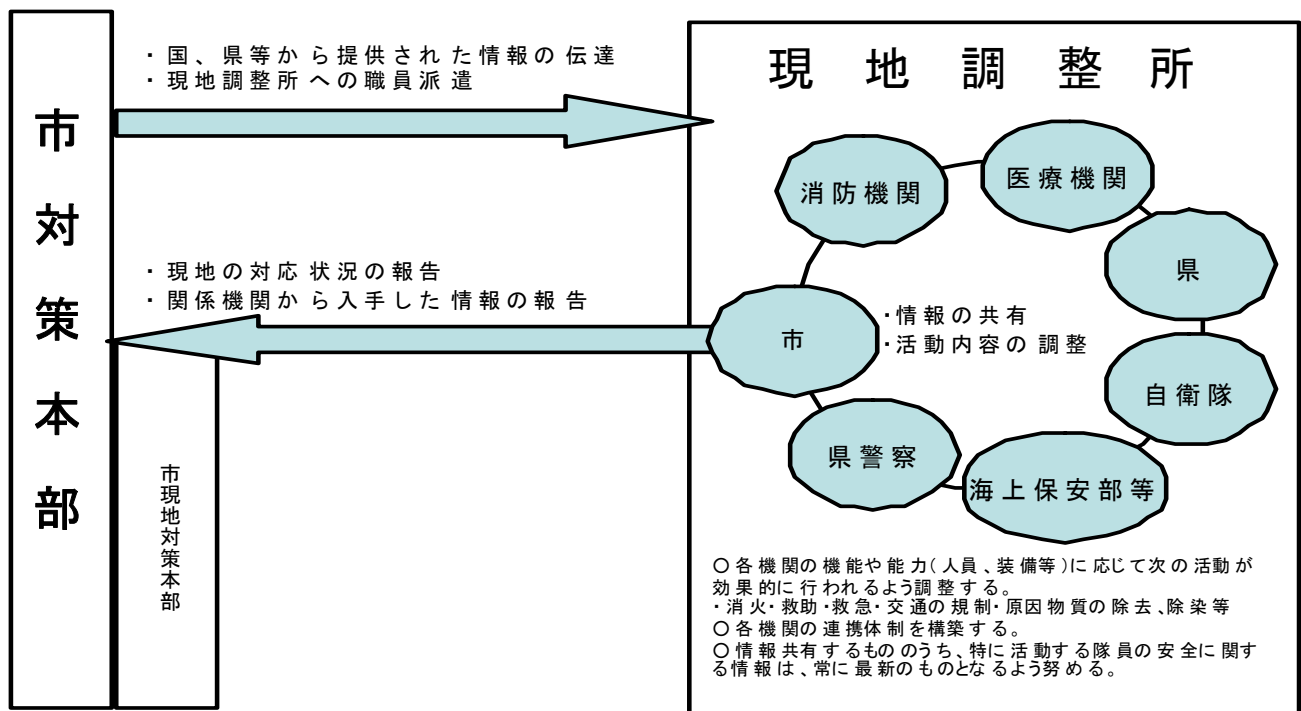 市対策本部
・国、県等から提供された情報の伝達
・現地調整所への職員派遣
・現地の対応状況の報告
・関係機関から入手した情報の報告
市現地対策本部
現地調整所
消防機関
医療機関
県
自衛隊
海上保安部等
県警察
市
・情報の共有
・活動内容の調整
〇各機関の機能や能力(人員、装備等)に応じて次の活動が
効果的に行われるよう調整する。
・消火・救助・救急・交通の規制・原因物質の除去、除染等
〇各機関の連携体制を構築する。
〇情報共有するもののうち、特に活動する隊員の安全に関す
る情報は、常に最新のものとなるよう努める。